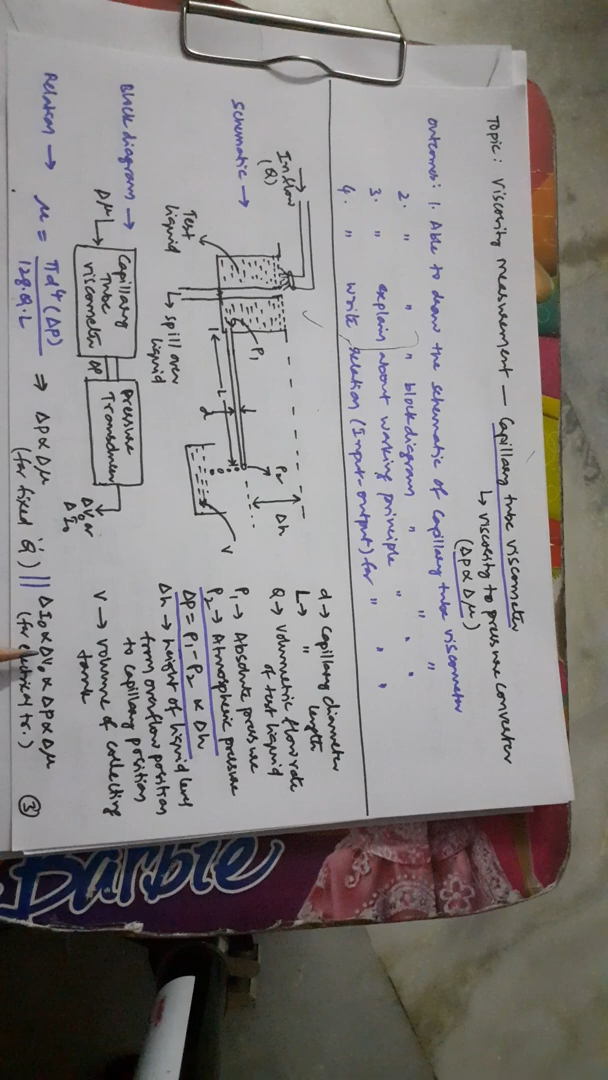 Topic: Viscosity measurement — Capillary tube viscometer
↳ viscosity to pressure converter
(ΔP ∝ Δμ)
outcomes: 1. Able to draw the schematic of capillary tube viscometer
2. " " " block diagram " " "
3. " explain about working principle " " "
4. " write relation (Input-output) for " " "
schematic →
Inflow
(Q)
Test
liquid
↳ spill over
liquid
P₁
L
d
P₂
Δh
V
d → capillary diameter
L → " length
Q → volumetric flow rate
of test liquid
P₁ → Absolute pressure
P₂ → Atmospheric pressure
ΔP = P₁-P₂ ∝ Δh
Δh → height of liquid level
from overflow position
to capillary position
V → volume of collecting
tank
Block diagram →
Δμ
Capillary
Tube
viscometer
ΔP
Pressure
Transducer
ΔV₀ or
ΔI₀
Relation → μ = πd⁴(ΔP) / 128.Q.L ⇒ ΔP ∝ Δμ || ΔI₀ ∝ ΔV₀ ∝ ΔP ∝ Δμ
(for fixed 'Q') (for electrical tr.)
③
Barbie